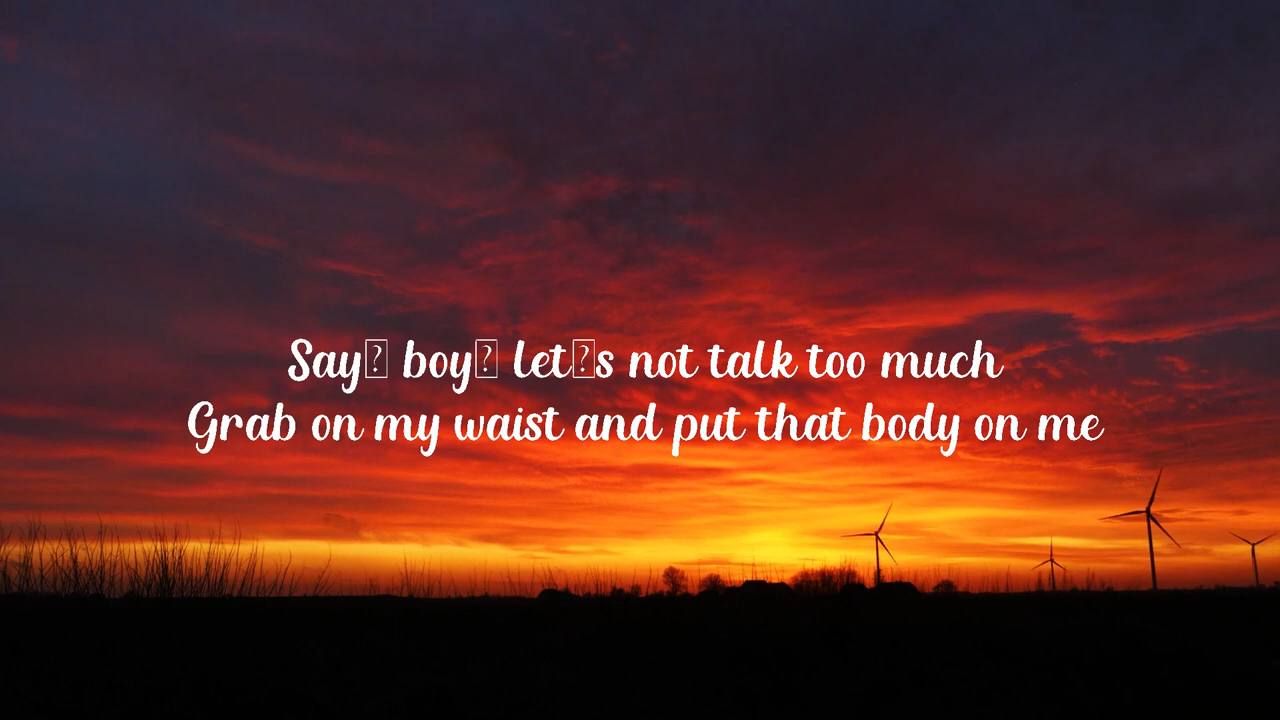 Say⍰ boy⍰ let⍰s not talk too much
Grab on my waist and put that body on me